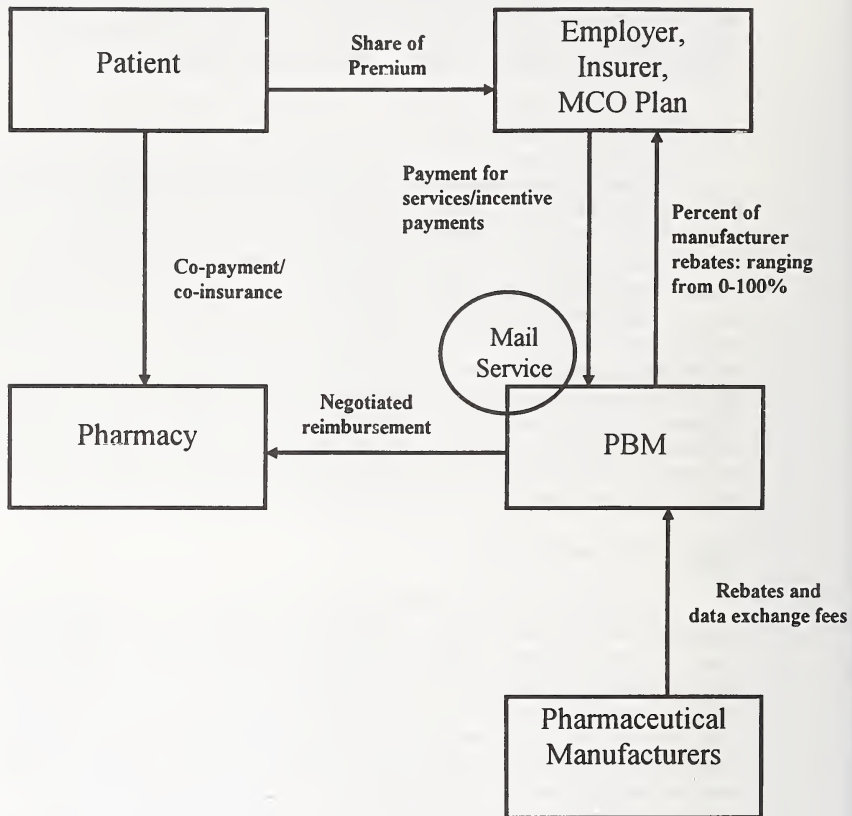 Patient
Share of
Premium
Employer,
Insurer,
MCO Plan
Payment for
services/incentive
payments
Percent of
manufacturer
rebates: ranging
from 0-100%
Co-payment/
co-insurance
Mail
Service
Pharmacy
Negotiated
reimbursement
PBM
Rebates and
data exchange fees
Pharmaceutical
Manufacturers